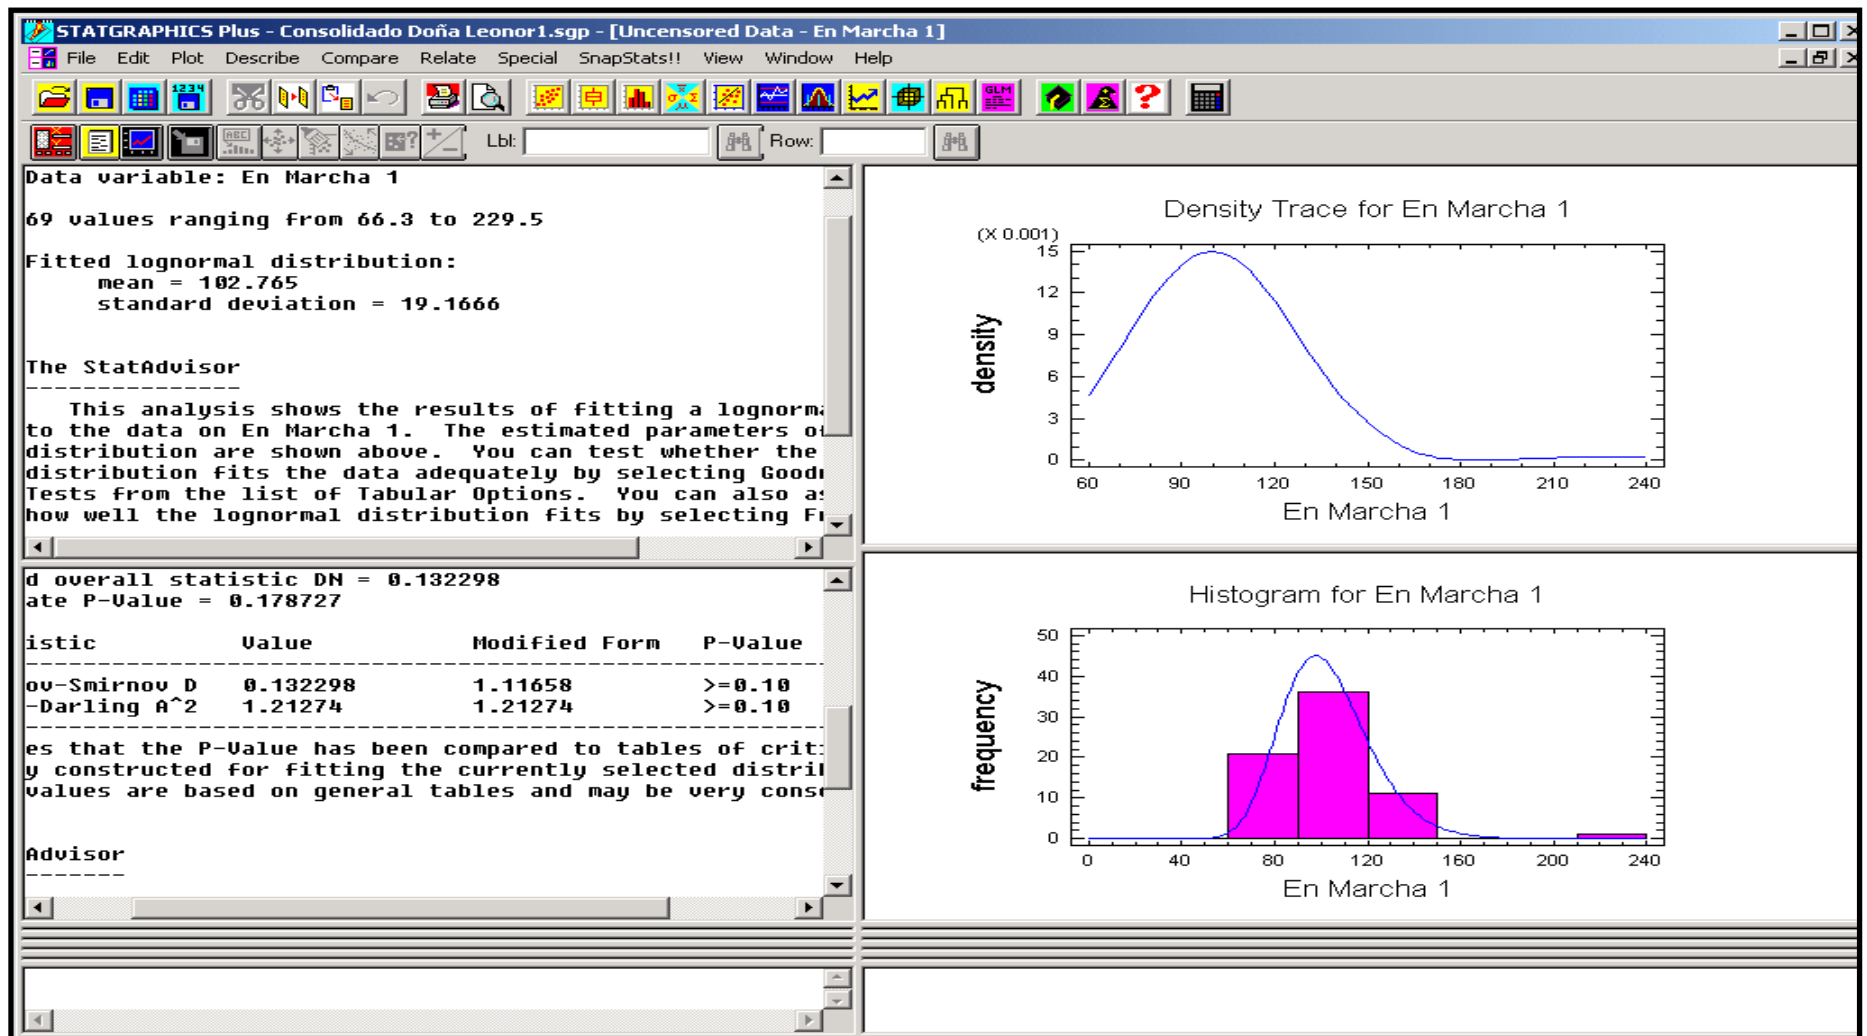 STATGRAPHICS Plus - Consolidado Doña Leonor1.sgp - [Uncensored Data - En Marcha 1]
File Edit Plot Describe Compare Relate Special SnapStats!! View Window Help
1234
GLM
ABC
Lbl:
Row:
Data variable: En Marcha 1
69 values ranging from 66.3 to 229.5
Fitted lognormal distribution:
mean = 102.765
standard deviation = 19.1666
The StatAdvisor
---------------
This analysis shows the results of fitting a lognorma
to the data on En Marcha 1. The estimated parameters of
distribution are shown above. You can test whether the
distribution fits the data adequately by selecting Goodn
Tests from the list of Tabular Options. You can also as
how well the lognormal distribution fits by selecting Fr
d overall statistic DN = 0.132298
ate P-Value = 0.178727
istic Value Modified Form P-Value
ov-Smirnov D 0.132298 1.11658 >=0.10
-Darling A^2 1.21274 1.21274 >=0.10
es that the P-Value has been compared to tables of crit
y constructed for fitting the currently selected distri
values are based on general tables and may be very cons
Advisor
-------
Density Trace for En Marcha 1
(X 0.001)
15
12
9
6
3
0
density
60 90 120 150 180 210 240
En Marcha 1
Histogram for En Marcha 1
50
40
30
20
10
0
frequency
0 40 80 120 160 200 240
En Marcha 1